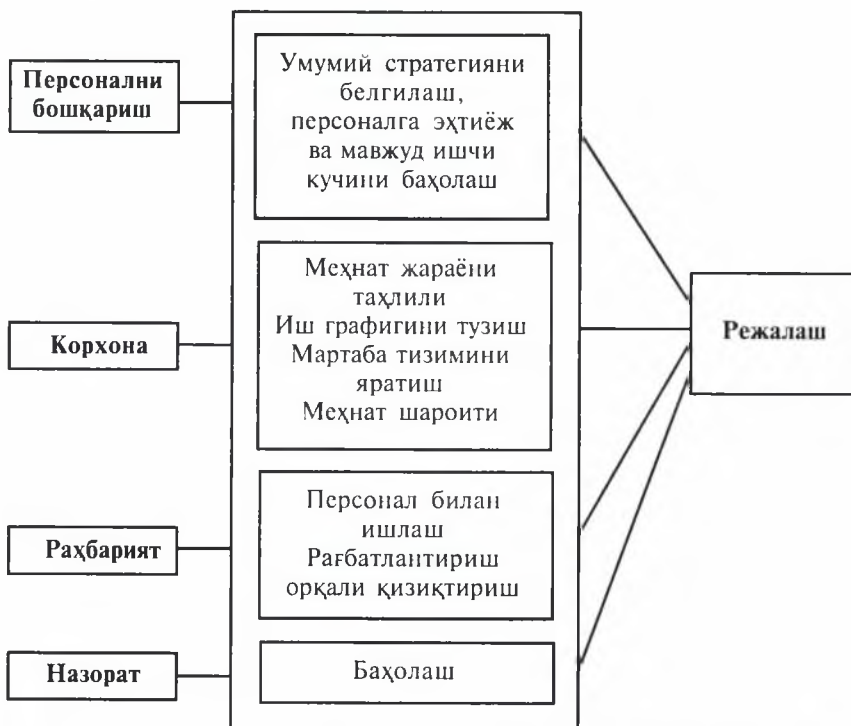 Персонални
бошқариш
Умумий стратегияни
белгилаш,
персоналга эҳтиёж
ва мавжуд ишчи
кучини баҳолаш
Корхона
Меҳнат жараёни
таҳлили
Иш графигини тузиш
Мартаба тизимини
яратиш
Меҳнат шароити
Режалаш
Раҳбарият
Персонал билан
ишлаш
Рағбатлантириш
орқали қизиқтириш
Назорат
Баҳолаш